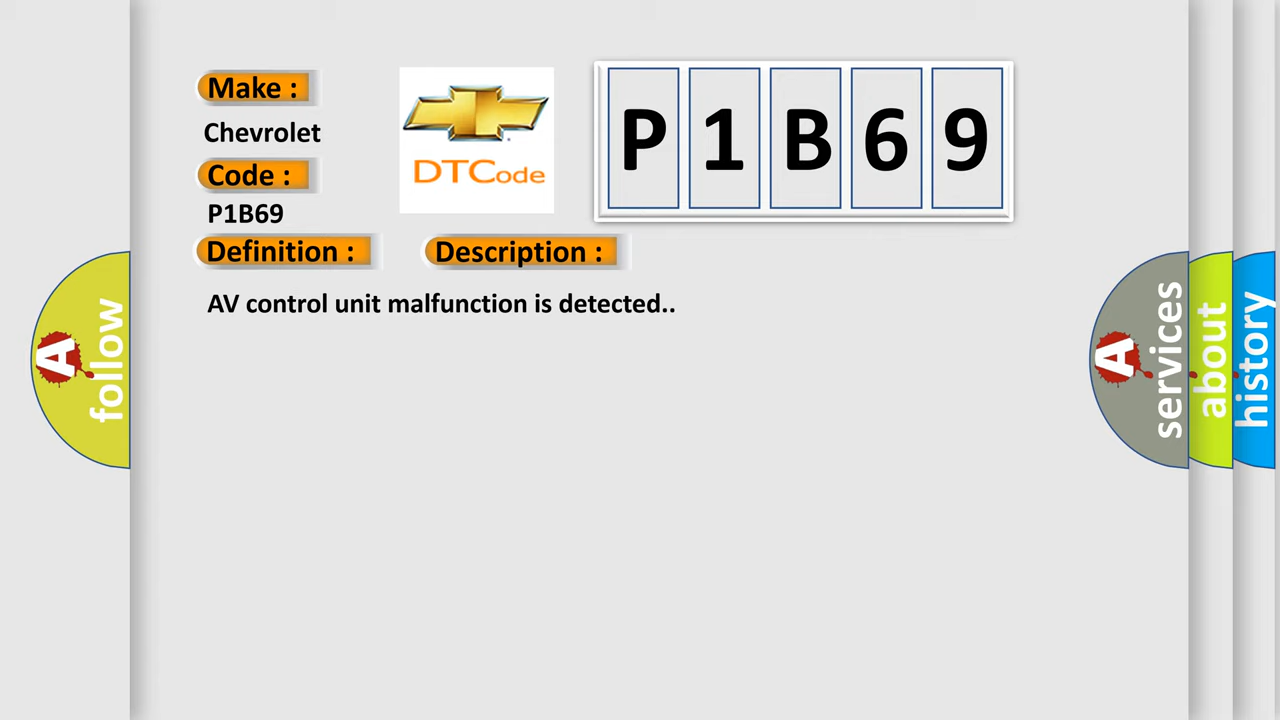 Make :
Chevrolet
Code :
P1B69
Definition :
Description :
AV control unit malfunction is detected..
DTCode
P 1 B 6 9
A
follow
A
services
about
history